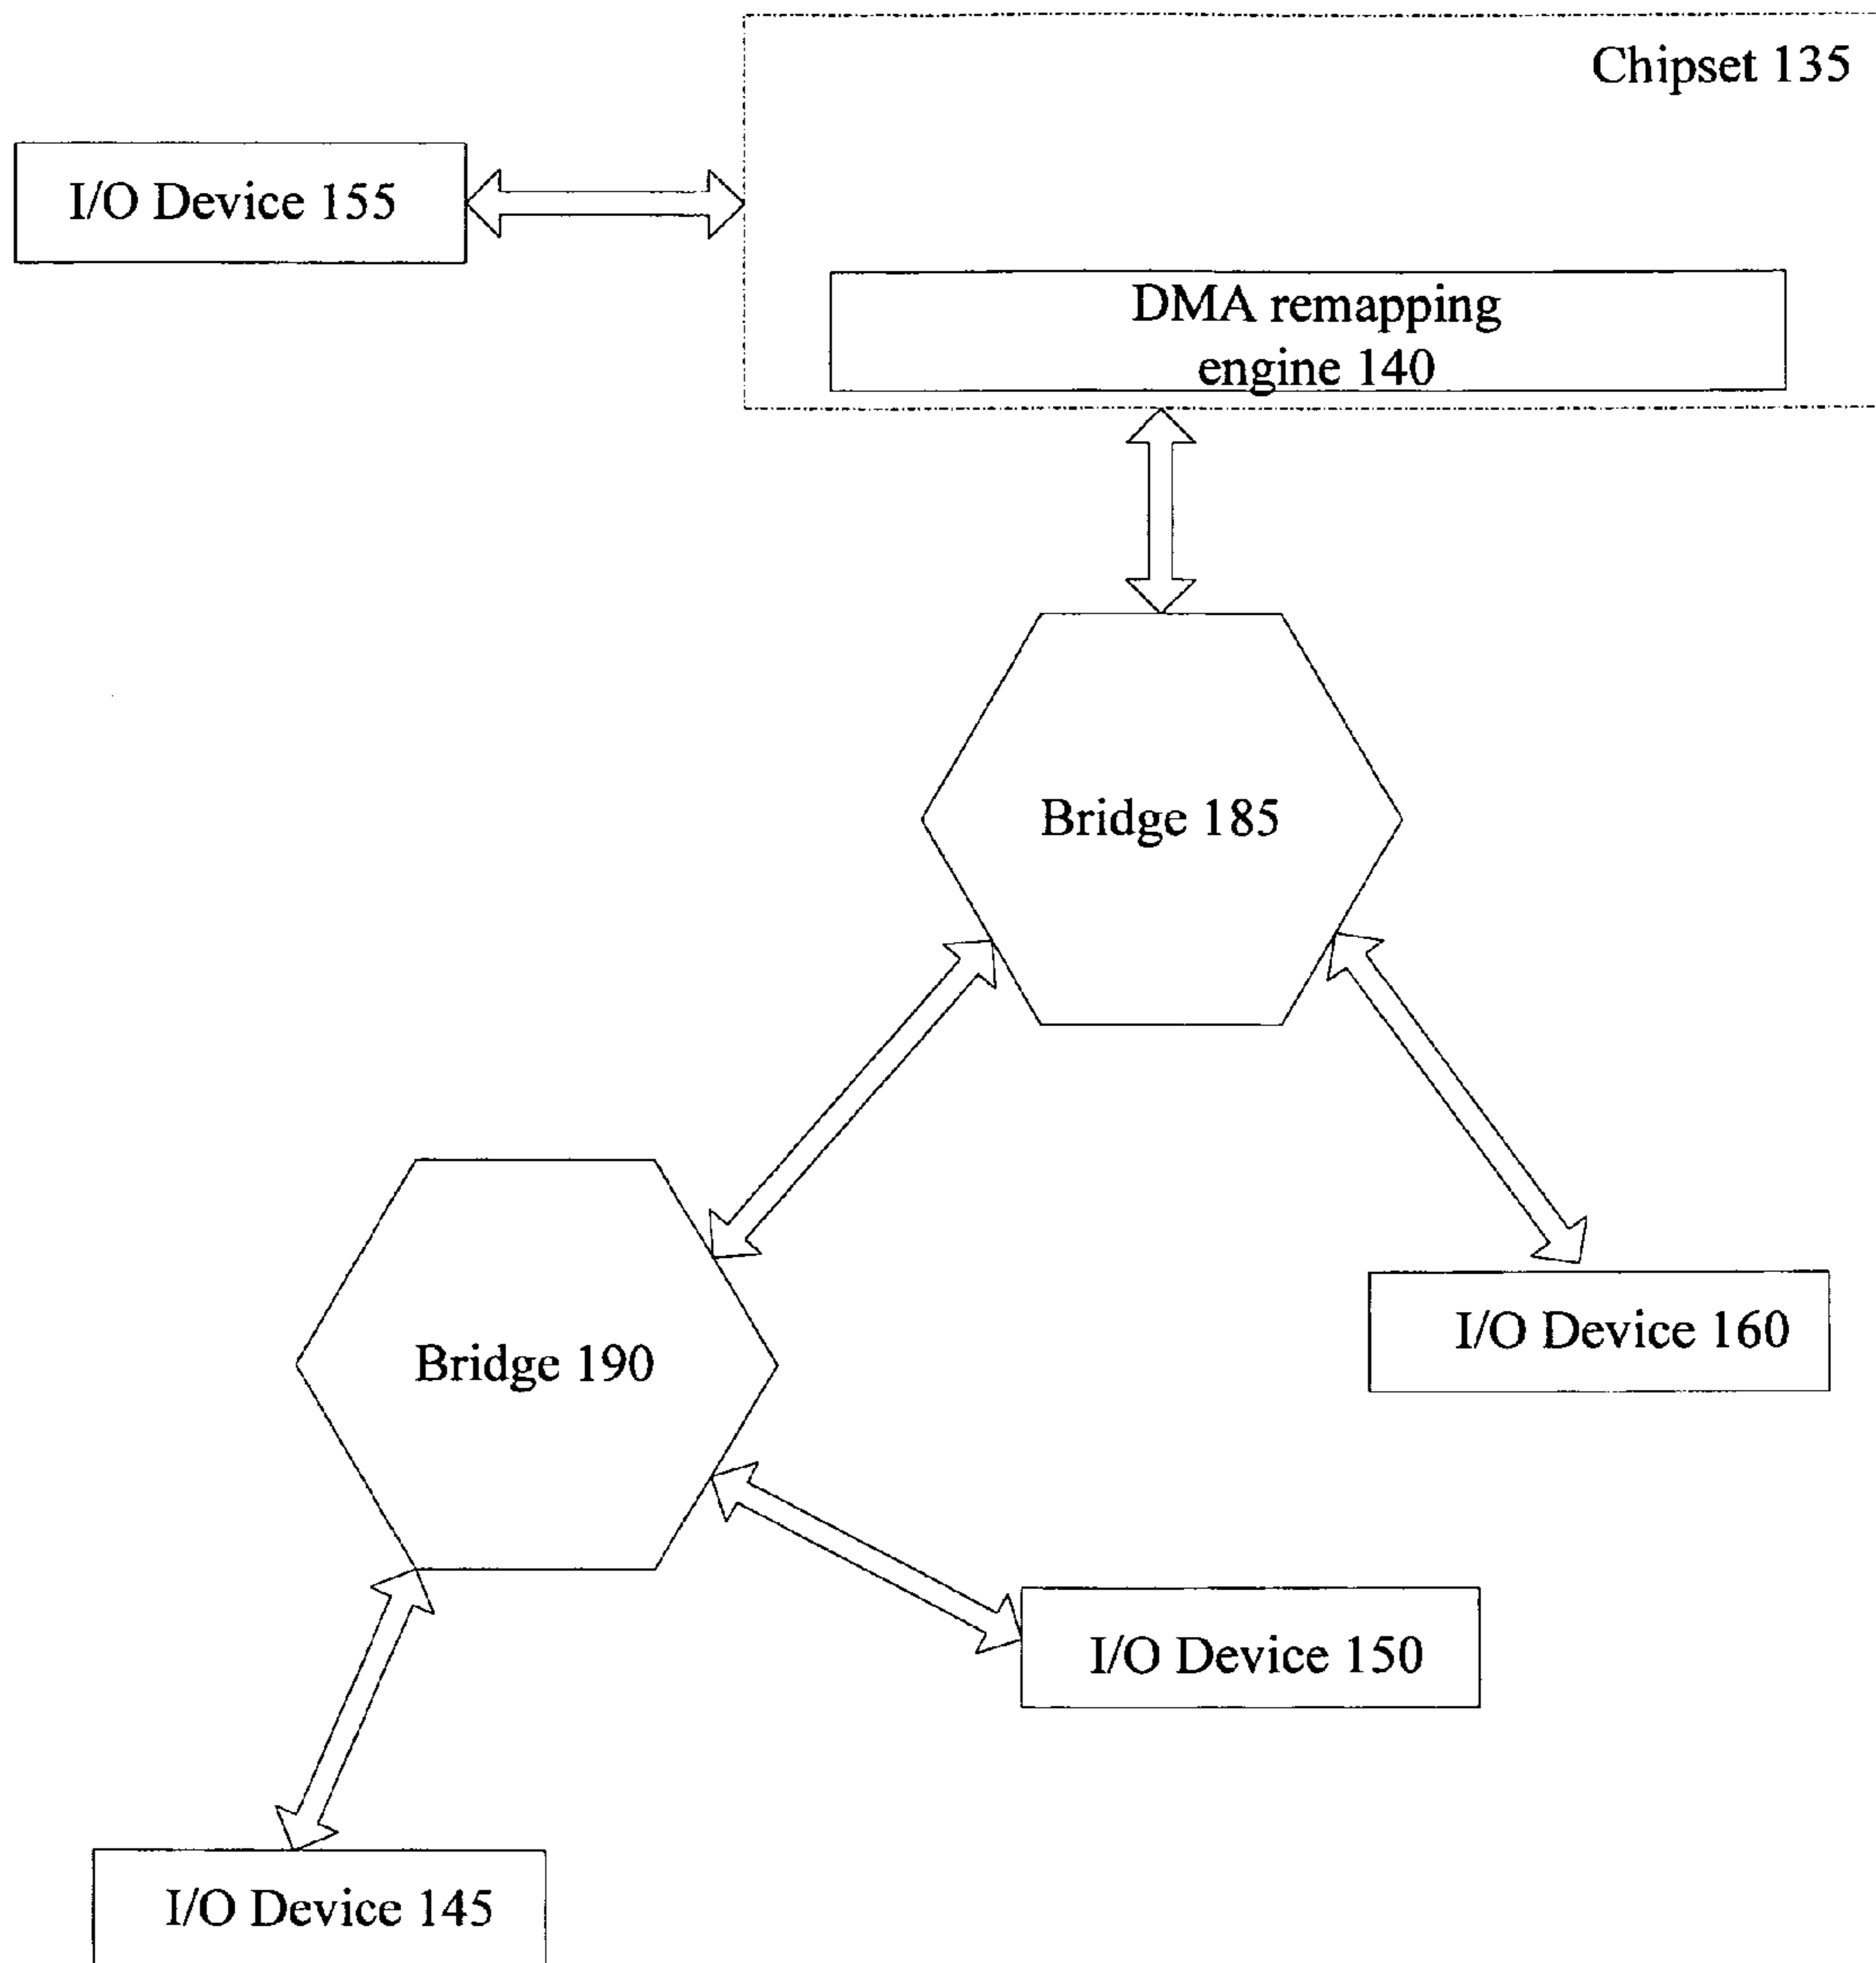 Chipset 135
I/O Device 155
DMA remapping
engine 140
Bridge 185
I/O Device 160
Bridge 190
I/O Device 150
I/O Device 145